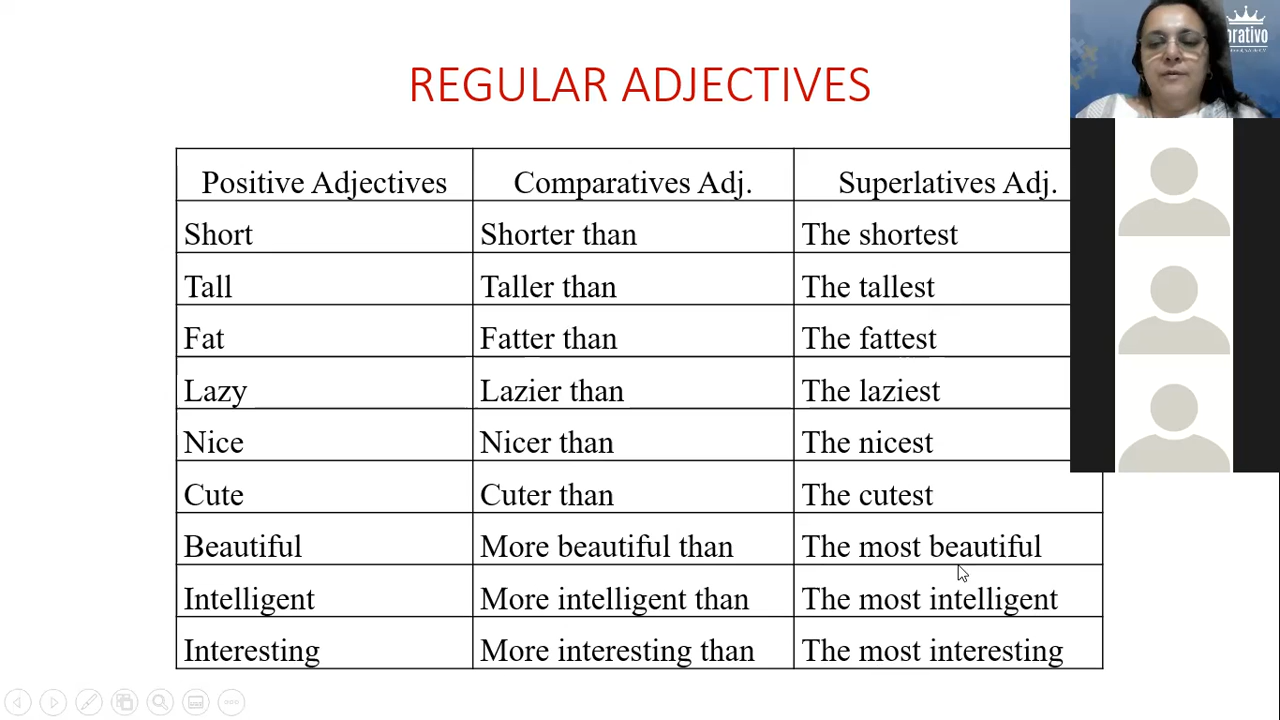 REGULAR ADJECTIVES
Positive Adjectives Comparatives Adj. Superlatives Adj.
Short Shorter than The shortest
Tall Taller than The tallest
Fat Fatter than The fattest
Lazy Lazier than The laziest
Nice Nicer than The nicest
Cute Cuter than The cutest
Beautiful More beautiful than The most beautiful
Intelligent More intelligent than The most intelligent
Interesting More interesting than The most interesting